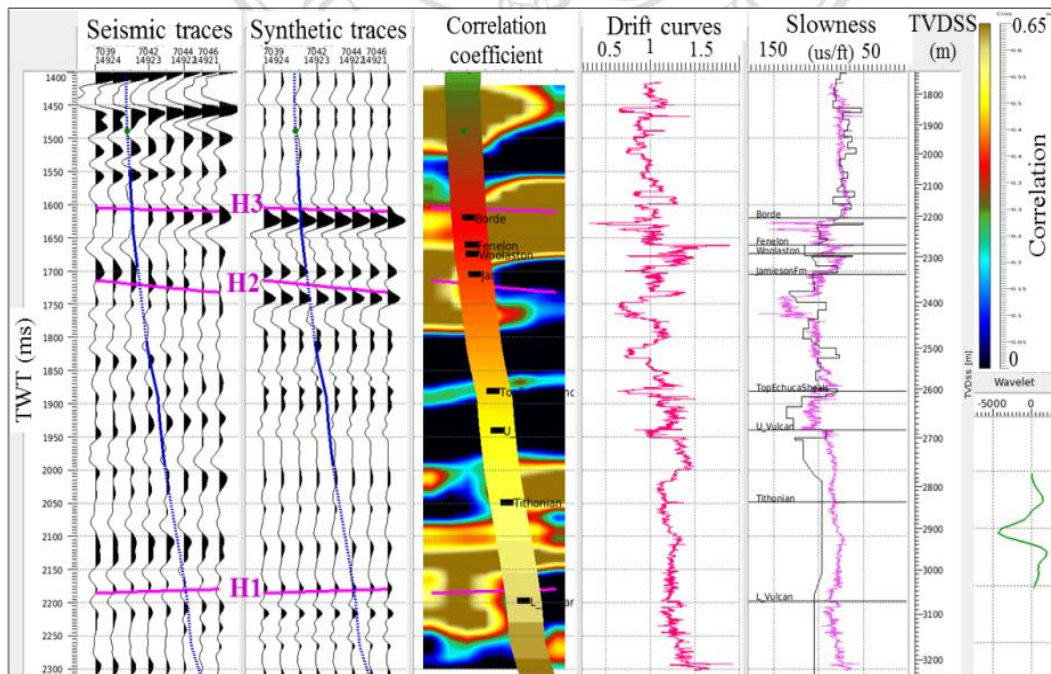 Seismic traces
Synthetic traces
Correlation
coefficient
Drift curves
Slowness
(us/ft)
TVDSS
(m)
7039 7042 7044 7046
14924 14923 14922 14921
7039 7042 7044 7046
14924 14923 14922 14921
0.5 1 1.5
150 50
0.65
1400
1450
1500
1550
1600
1650
1700
1750
1800
1850
1900
1950
2000
2050
2100
2150
2200
2250
2300
TWT (ms)
H3
H2
H1
Borde
Fenelon
Woolaston
Ja
U_
Tithonian
L_
Borde
Fenelon
Woolaston
JamiesonFm
TopEchucaShoals
U_Vulcan
Tithonian
L_Vulcan
1800
1900
2000
2100
2200
2300
2400
2500
2600
2700
2800
2900
3000
3100
3200
TVDss [m]
Correlation
0
Wavelet
-5000 0